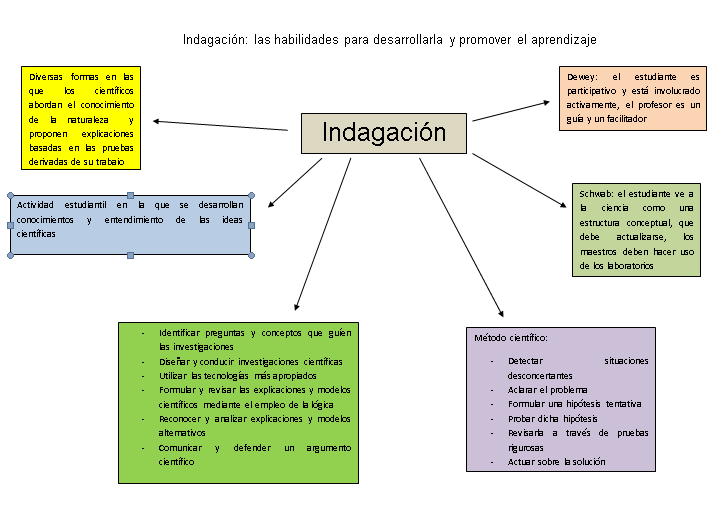 Indagación: las habilidades para desarrollarla y promover el aprendizaje
Diversas formas en las
que los científicos
abordan el conocimiento
de la naturaleza y
proponen explicaciones
basadas en las pruebas
derivadas de su trabajo
Indagación
Dewey: el estudiante es
participativo y está involucrado
activamente, el profesor es un
guía y un facilitador
Actividad estudiantil en la que se desarrollan
conocimientos y entendimiento de las ideas
científicas
Schwab: el estudiante ve a
la ciencia como una
estructura conceptual, que
debe actualizarse, los
maestros deben hacer uso
de los laboratorios
- Identificar preguntas y conceptos que guíen
las investigaciones
- Diseñar y conducir investigaciones científicas
- Utilizar las tecnologías más apropiados
- Formular y revisar las explicaciones y modelos
científicos mediante el empleo de la lógica
- Reconocer y analizar explicaciones y modelos
alternativos
- Comunicar y defender un argumento
científico
Método científico:
- Detectar situaciones
desconcertantes
- Aclarar el problema
- Formular una hipótesis tentativa
- Probar dicha hipótesis
- Revisarla a través de pruebas
rigurosas
- Actuar sobre la solución